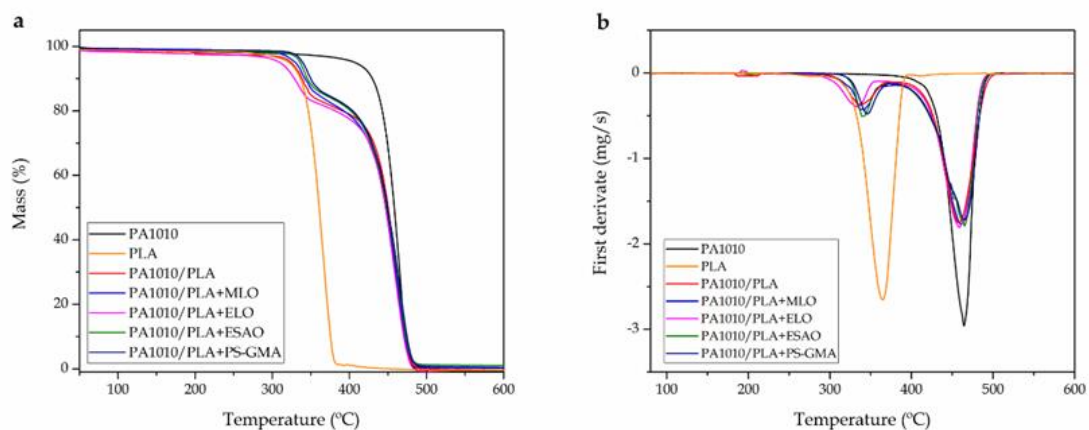 a
100
80
60
40
20
0
Mass (%)
PA1010
PLA
PA1010/PLA
PA1010/PLA+MLO
PA1010/PLA+ELO
PA1010/PLA+ESAO
PA1010/PLA+PS-GMA
100 200 300 400 500 600
Temperature (ºC)
b
0
-1
-2
-3
First derivate (mg/s)
PA1010
PLA
PA1010/PLA
PA1010/PLA+MLO
PA1010/PLA+ELO
PA1010/PLA+ESAO
PA1010/PLA+PS-GMA
100 200 300 400 500 600
Temperature (ºC)